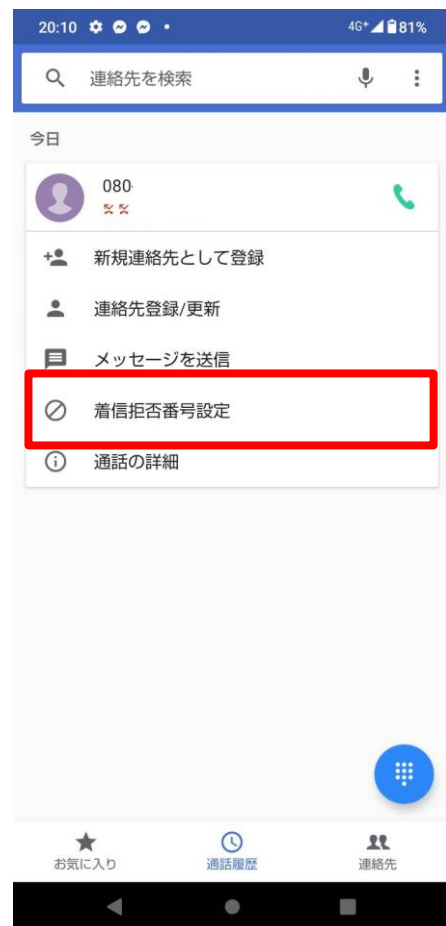 20:10
4G+
81%
連絡先を検索
今日
080-
新規連絡先として登録
連絡先登録/更新
メッセージを送信
着信拒否番号設定
通話の詳細
お気に入り
通話履歴
連絡先